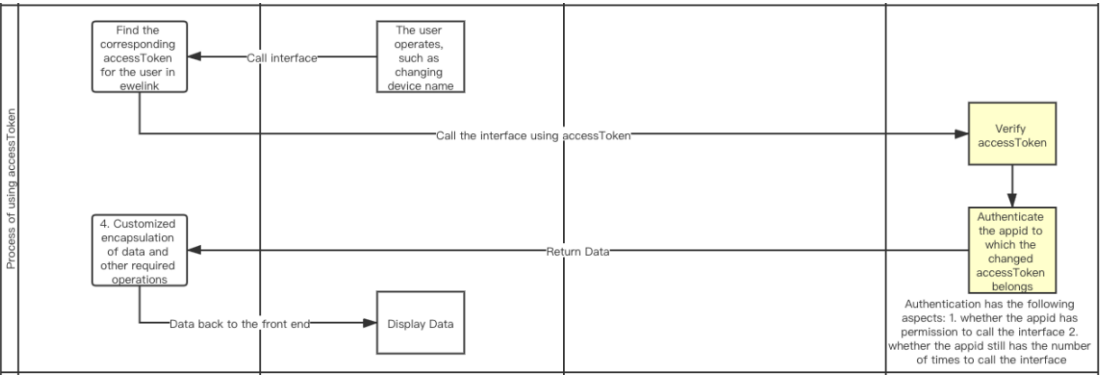 Process of using accessToken
Find the
corresponding
accessToken
for the user in
ewelink
Call interface
The user
operates,
such as
changing
device name
Call the interface using accessToken
Verify
accessToken
Authenticate
the appid to
which the
changed
accessToken
belongs
Return Data
4. Customized
encapsulation
of data and
other required
operations
Data back to the front end
Display Data
Authentication has the following
aspects: 1. whether the appid has
permission to call the interface 2.
whether the appid still has the number
of times to call the interface